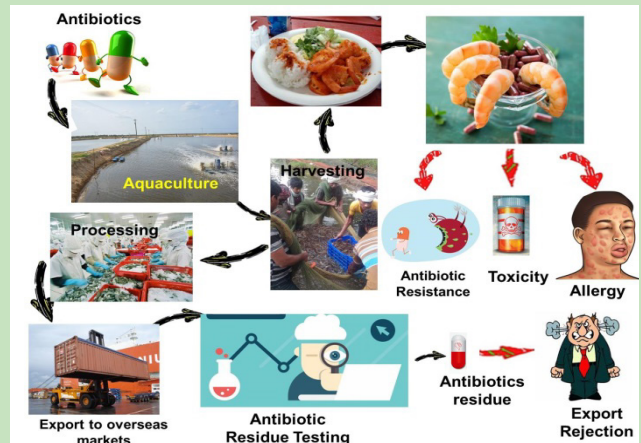 Antibiotics
Aquaculture
Harvesting
Processing
Antibiotic
Resistance
Toxicity
Allergy
Export to overseas
markets
Antibiotic
Residue Testing
Antibiotics
residue
Export
Rejection